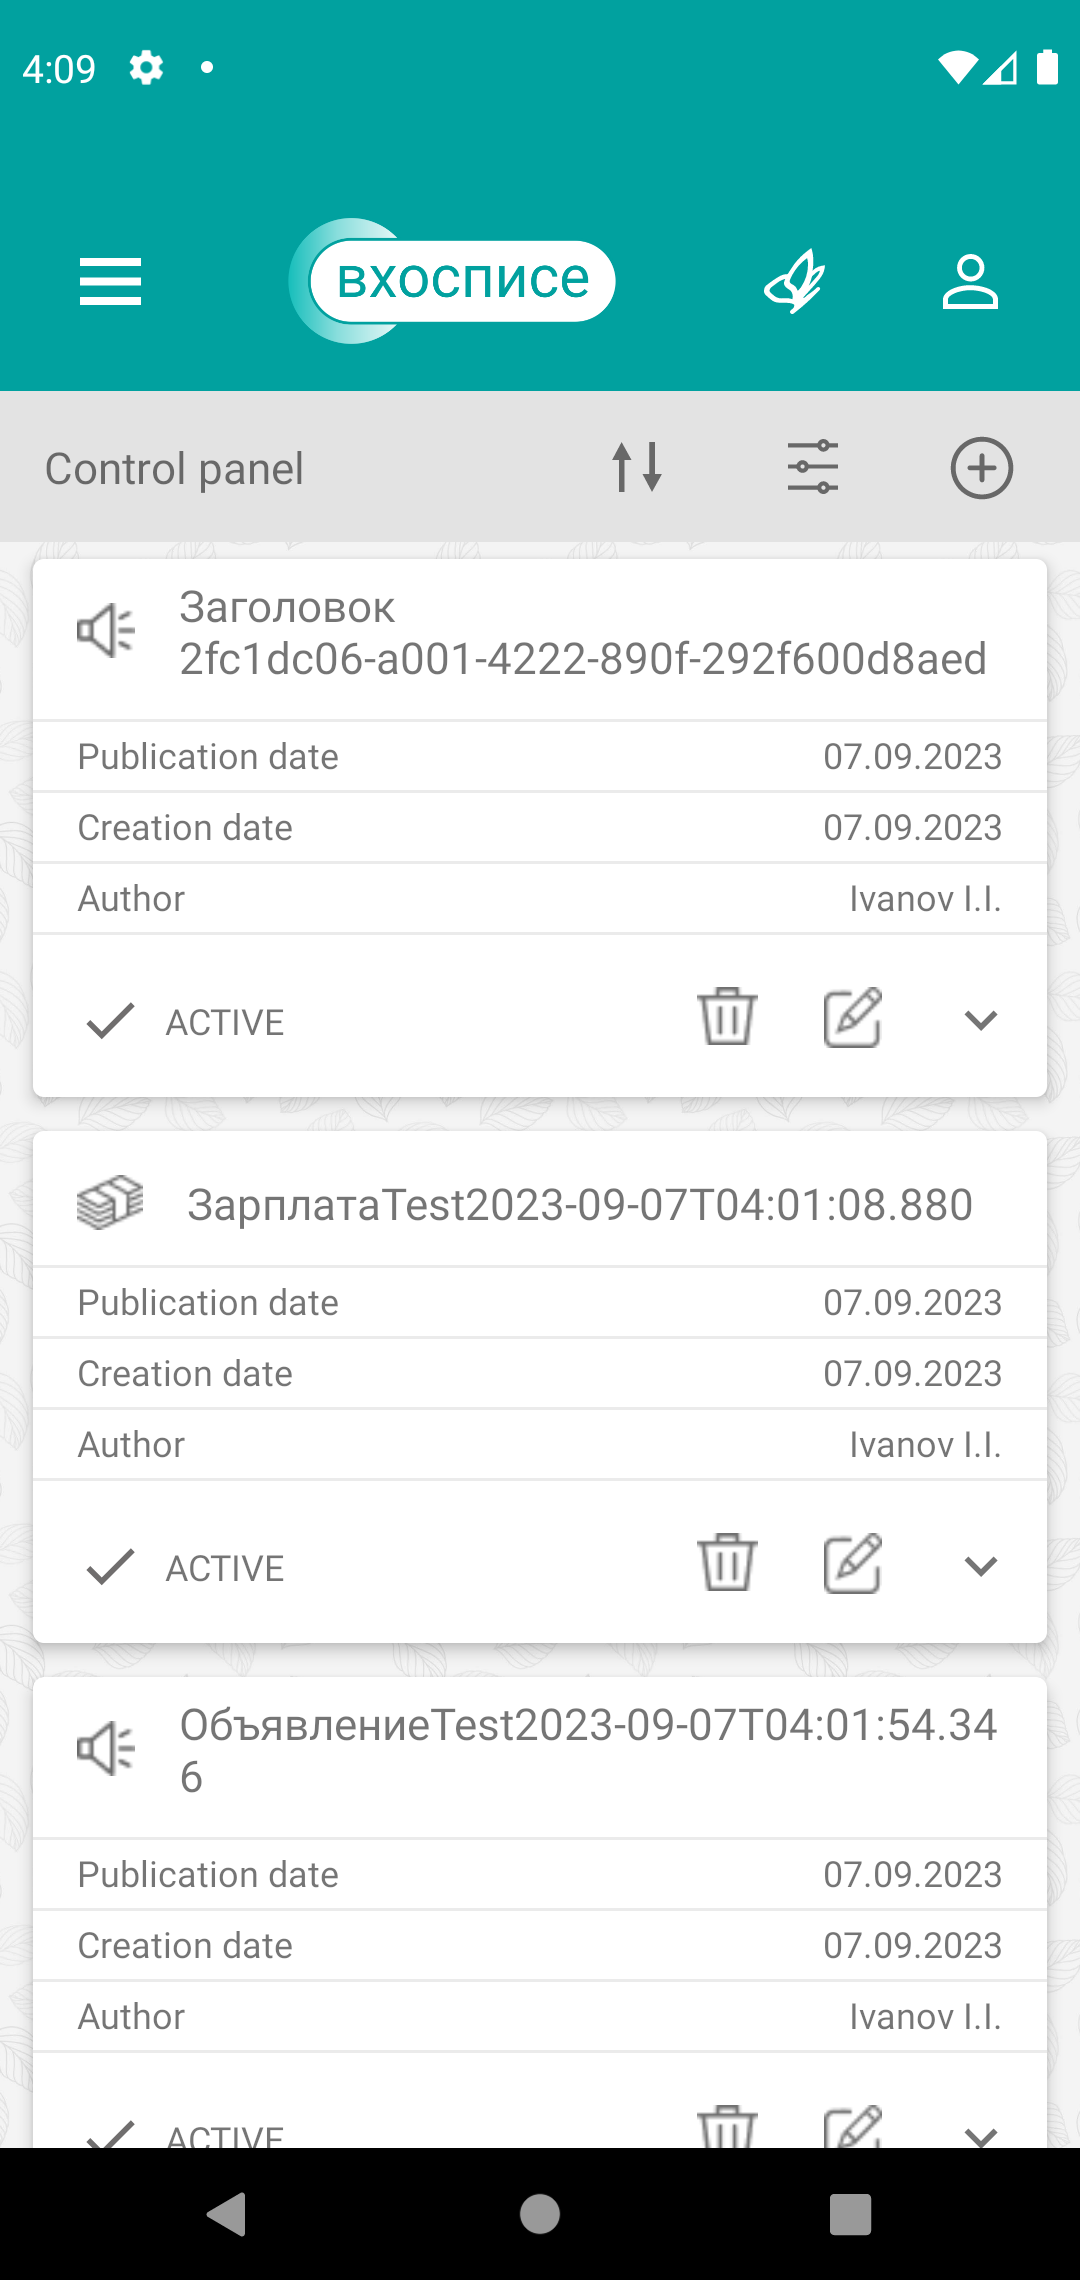 4:09
вхосписе
Control panel
Заголовок
2fc1dc06-a001-4222-890f-292f600d8aed
Publication date 07.09.2023
Creation date 07.09.2023
Author Ivanov I.I.
ACTIVE
ЗарплатаTest2023-09-07T04:01:08.880
Publication date 07.09.2023
Creation date 07.09.2023
Author Ivanov I.I.
ACTIVE
ОбъявлениеTest2023-09-07T04:01:54.34
6
Publication date 07.09.2023
Creation date 07.09.2023
Author Ivanov I.I.
ACTIVE